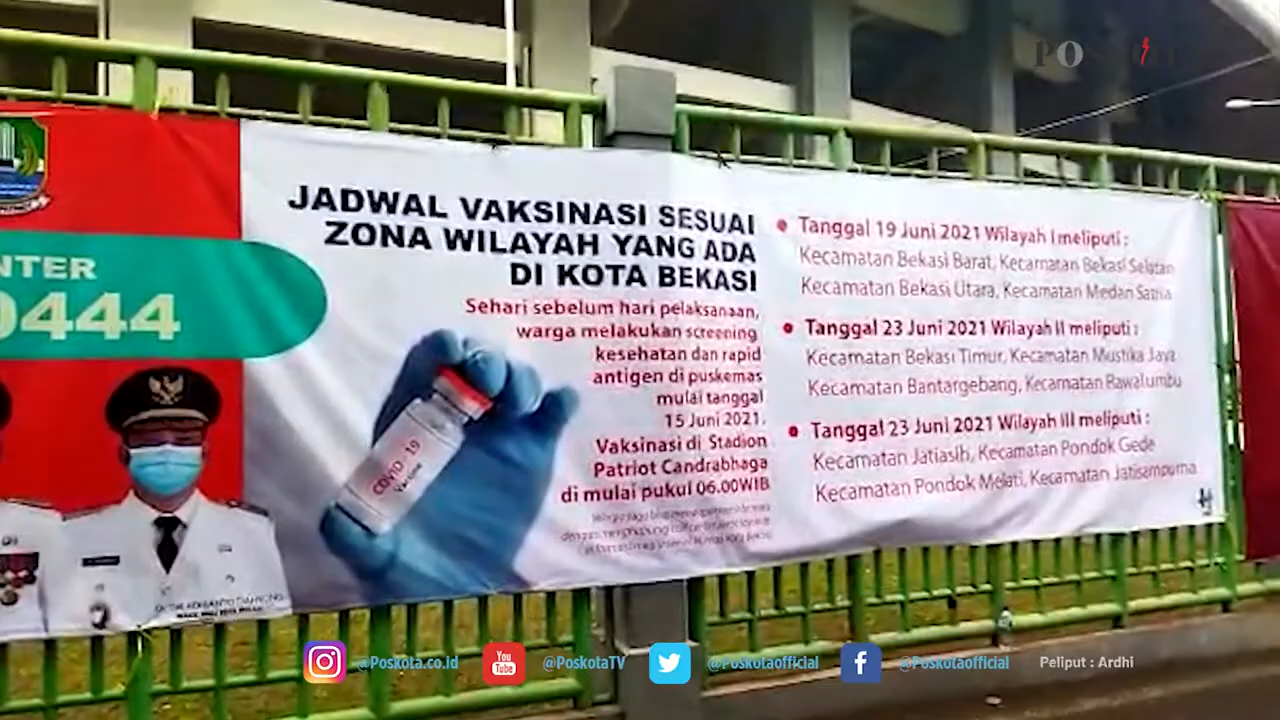 POSKOTA
NTER
0444
JADWAL VAKSINASI SESUAI
ZONA WILAYAH YANG ADA
DI KOTA BEKASI
Sehari sebelum hari pelaksanaan,
warga melakukan screening
kesehatan dan rapid
antigen di puskemas
mulai tanggal
15 Juni 2021.
Vaksinasi di Stadion
Patriot Candrabhaga
di mulai pukul 06.00WIB
COVID-19
Vaccine
Tanggal 19 Juni 2021 Wilayah I meliputi :
Kecamatan Bekasi Barat, Kecamatan Bekasi Selatan
Kecamatan Bekasi Utara, Kecamatan Medan Satria
Tanggal 23 Juni 2021 Wilayah II meliputi :
Kecamatan Bekasi Timur, Kecamatan Mustika Jaya
Kecamatan Bantargebang, Kecamatan Rawalumbu
Tanggal 23 Juni 2021 Wilayah III meliputi :
Kecamatan Jatiasih, Kecamatan Pondok Gede
Kecamatan Pondok Melati, Kecamatan Jatisampurna
@Poskota.co.id
You Tube
@PoskotaTV
@Poskotaofficial
@Poskotaofficial
Peliput : Ardhi